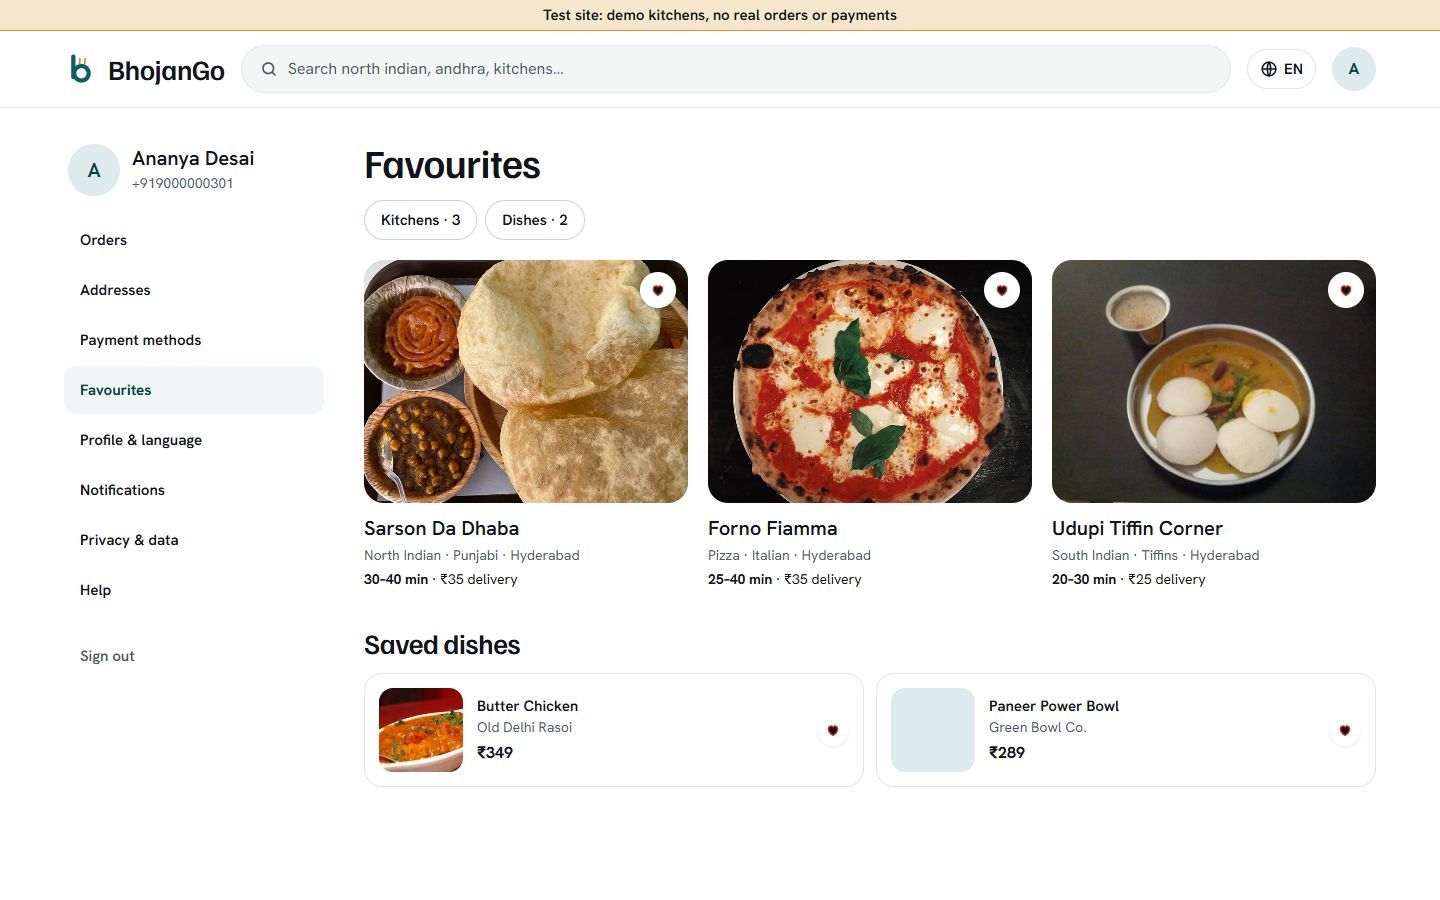 Test site: demo kitchens, no real orders or payments
BhojanGo
Search north indian, andhra, kitchens...
EN
A
A
Ananya Desai
+919000000301
Orders
Addresses
Payment methods
Favourites
Profile & language
Notifications
Privacy & data
Help
Sign out
Favourites
Kitchens · 3
Dishes · 2
Sarson Da Dhaba
North Indian · Punjabi · Hyderabad
30–40 min · ₹35 delivery
Forno Fiamma
Pizza · Italian · Hyderabad
25–40 min · ₹35 delivery
Udupi Tiffin Corner
South Indian · Tiffins · Hyderabad
20–30 min · ₹25 delivery
Saved dishes
Butter Chicken
Old Delhi Rasoi
₹349
Paneer Power Bowl
Green Bowl Co.
₹289